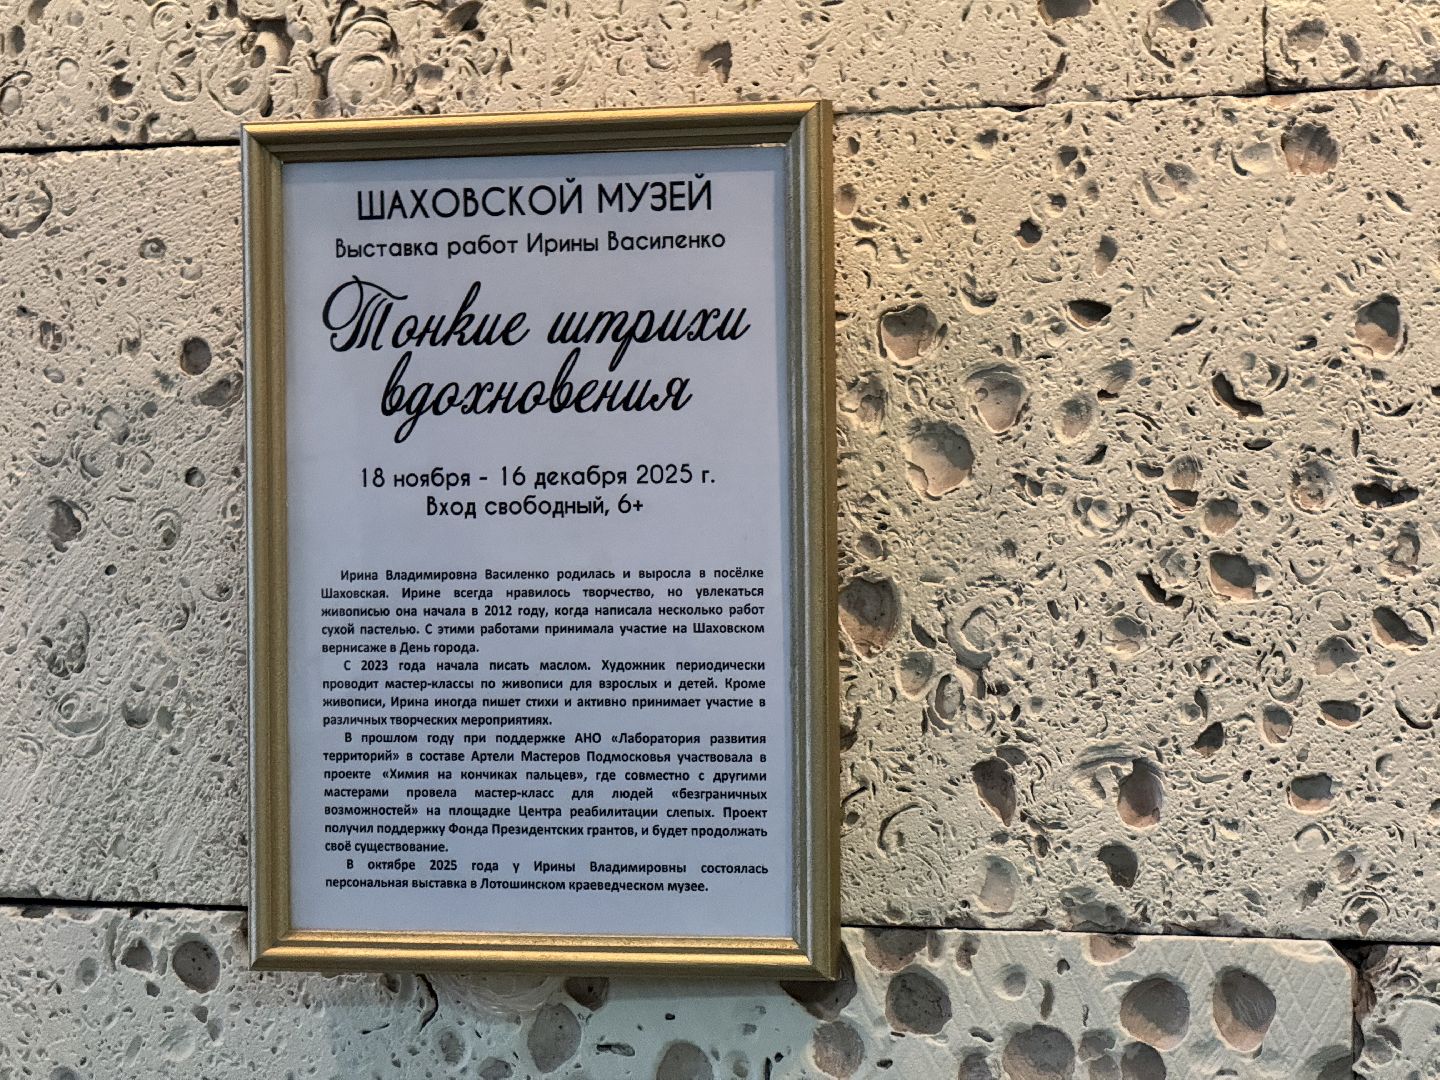 ШАХОВСКОЙ МУЗЕЙ
Выставка работ Ирины Василенко
Тонкие штрихи
вдохновения
18 ноября - 16 декабря 2025 г.
Вход свободный, 6+
Ирина Владимировна Василенко родилась и выросла в посёлке
Шаховская. Ирине всегда нравилось творчество, но увлекаться
живописью она начала в 2012 году, когда написала несколько работ
сухой пастелью. С этими работами принимала участие на Шаховском
вернисаже в День города.
С 2023 года начала писать маслом. Художник периодически
проводит мастер-классы по живописи для взрослых и детей. Кроме
живописи, Ирина иногда пишет стихи и активно принимает участие в
различных творческих мероприятиях.
В прошлом году при поддержке АНО «Лаборатория развития
территорий» в составе Артели Мастеров Подмосковья участвовала в
проекте «Химия на кончиках пальцев», где совместно с другими
мастерами провела мастер-класс для людей «безграничных
возможностей» на площадке Центра реабилитации слепых. Проект
получил поддержку Фонда Президентских грантов, и будет продолжать
своё существование.
В октябре 2025 года у Ирины Владимировны состоялась
персональная выставка в Лотошинском краеведческом музее.